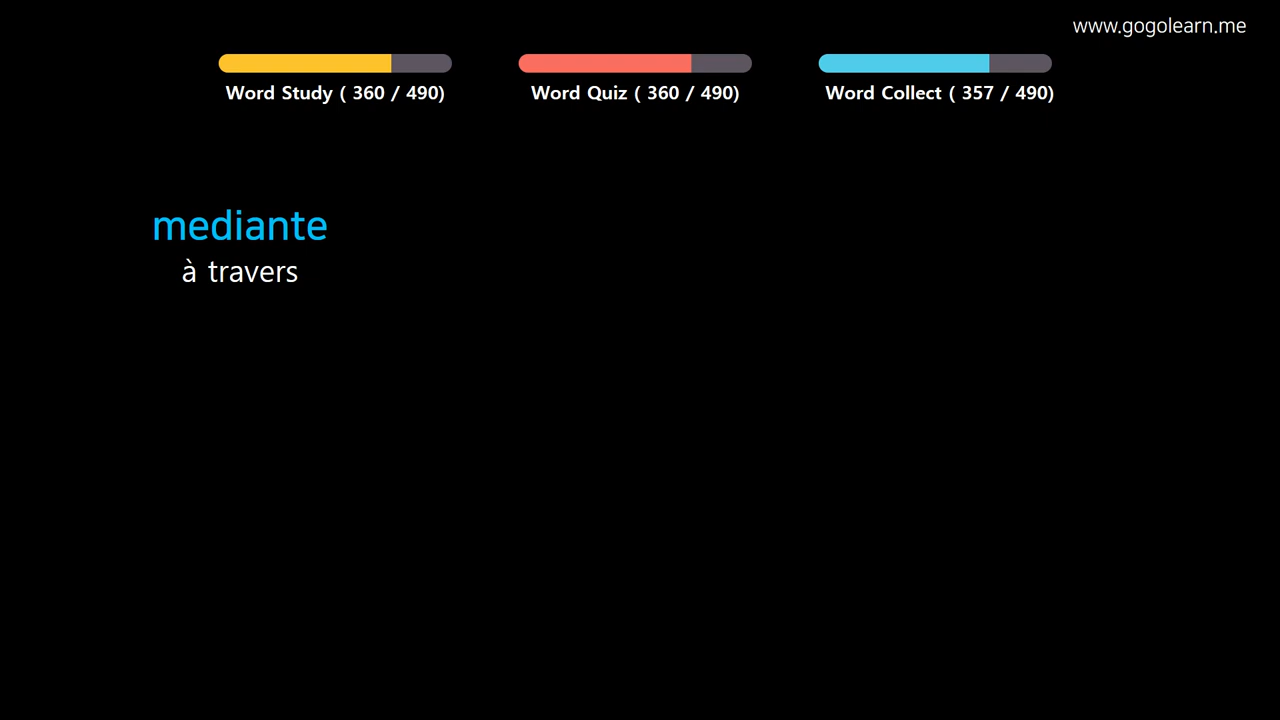 www.gogolearn.me
Word Study ( 360 / 490)
Word Quiz ( 360 / 490)
Word Collect ( 357 / 490)
mediante
à travers